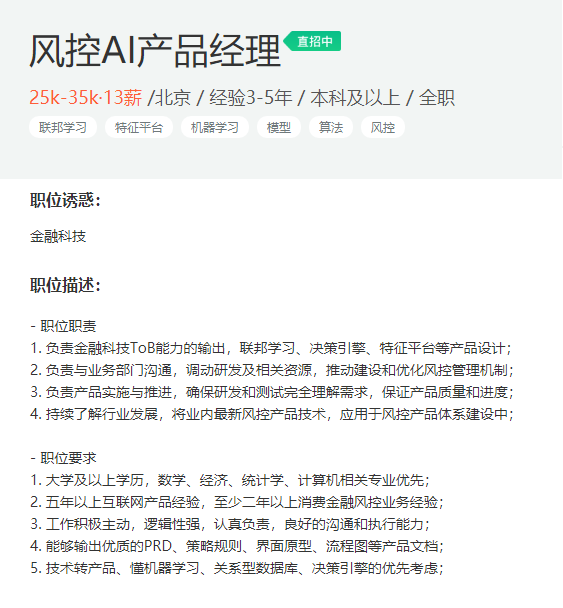 风控AI产品经理 直招中
25k-35k·13薪 /北京 / 经验3-5年 / 本科及以上 / 全职
联邦学习 特征平台 机器学习 模型 算法 风控
职位诱惑：
金融科技
职位描述：
- 职位职责
1. 负责金融科技ToB能力的输出，联邦学习、决策引擎、特征平台等产品设计；
2. 负责与业务部门沟通，调动研发及相关资源，推动建设和优化风控管理机制；
3. 负责产品实施与推进，确保研发和测试完全理解需求，保证产品质量和进度；
4. 持续了解行业发展，将业内最新风控产品技术，应用于风控产品体系建设中；
- 职位要求
1. 大学及以上学历，数学、经济、统计学、计算机相关专业优先；
2. 五年以上互联网产品经验，至少二年以上消费金融风控业务经验；
3. 工作积极主动，逻辑性强，认真负责，良好的沟通和执行能力；
4. 能够输出优质的PRD、策略规则、界面原型、流程图等产品文档；
5. 技术转产品、懂机器学习、关系型数据库、决策引擎的优先考虑；